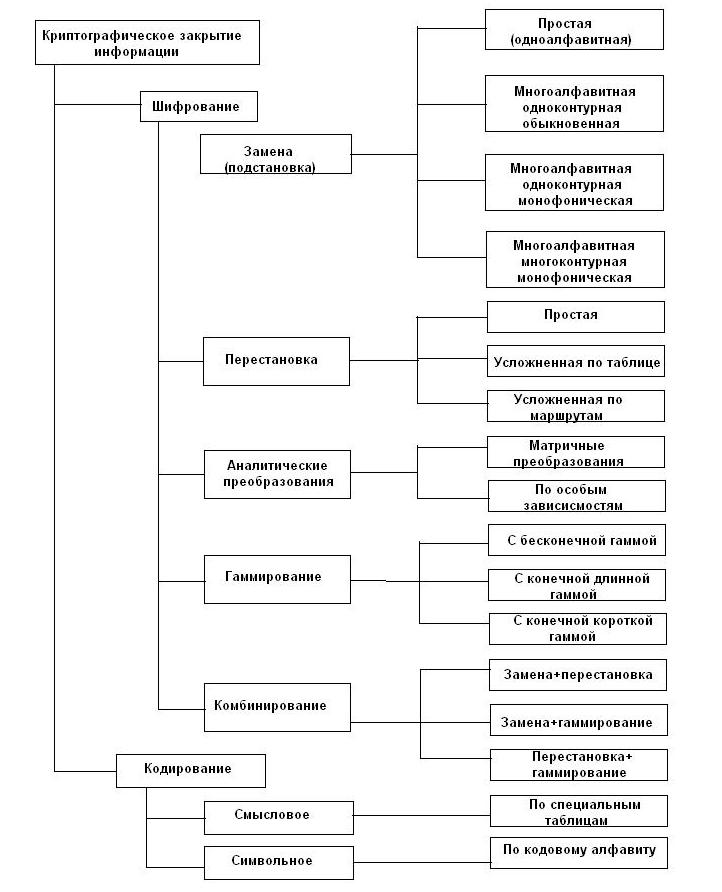 Криптографическое закрытие
информации
Шифрование
Замена
(подстановка)
Простая
(одноалфавитная)
Многоалфавитная
одноконтурная
обыкновенная
Многоалфавитная
одноконтурная
монофоническая
Многоалфавитная
многоконтурная
монофоническая
Перестановка
Простая
Усложненная по таблице
Усложненная по
маршрутам
Аналитические
преобразования
Матричные
преобразования
По особым
зависисмостям
Гаммирование
С бесконечной гаммой
С конечной длинной
гаммой
С конечной короткой
гаммой
Комбинирование
Замена+перестановка
Замена+гаммирование
Перестановка+
гаммирование
Кодирование
Смысловое
По специальным
таблицам
Символьное
По кодовому алфавиту